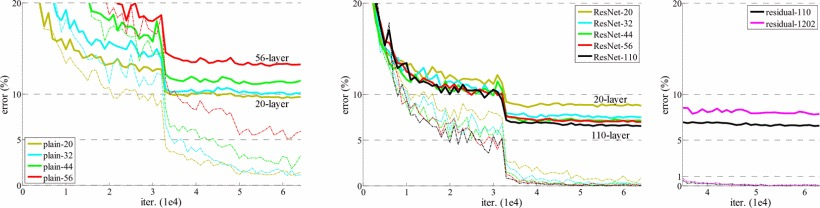 20
10
5
0
error (%)
0
1
2
3
4
5
6
iter. (1e4)
56-layer
20-layer
plain-20
plain-32
plain-44
plain-56
20
10
5
0
error (%)
0
1
2
3
4
5
6
iter. (1e4)
ResNet-20
ResNet-32
ResNet-44
ResNet-56
ResNet-110
20-layer
110-layer
20
10
5
1
0
error (%)
4
5
6
iter. (1e4)
residual-110
residual-1202